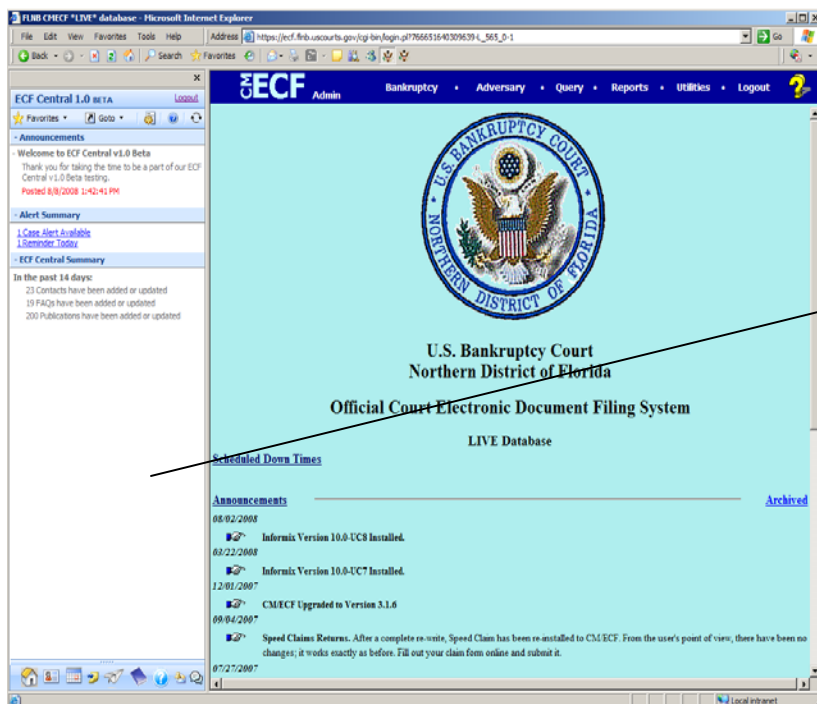 FLNB CMECF *LIVE* database - Microsoft Internet Explorer
File Edit View Favorites Tools Help
Address https://ecf.flnb.uscourts.gov/cgi-bin/login.pl?766651640309639-L_565_0-1
Go
Back Search Favorites
ECF Central 1.0 BETA Logout
Favorites Goto
- Announcements
- Welcome to ECF Central v1.0 Beta
Thank you for taking the time to be a part of our ECF
Central v1.0 Beta testing.
Posted 8/8/2008 1:42:41 PM
- Alert Summary
1 Case Alert Available
1 Reminder Today
- ECF Central Summary
In the past 14 days:
23 Contacts have been added or updated
19 FAQs have been added or updated
200 Publications have been added or updated
CM ECF Admin Bankruptcy • Adversary • Query • Reports • Utilities • Logout ?
U.S. BANKRUPTCY COURT
NORTHERN DISTRICT OF FLORIDA
U.S. Bankruptcy Court
Northern District of Florida
Official Court Electronic Document Filing System
LIVE Database
Scheduled Down Times
Announcements Archived
08/02/2008
Informix Version 10.0-UC8 Installed.
03/22/2008
Informix Version 10.0-UC7 Installed.
12/01/2007
CM/ECF Upgraded to Version 3.1.6
09/04/2007
Speed Claims Returns. After a complete re-write, Speed Claim has been re-installed to CM/ECF. From the user's point of view, there have been no
changes; it works exactly as before. Fill out your claim form online and submit it.
07/27/2007
Local intranet